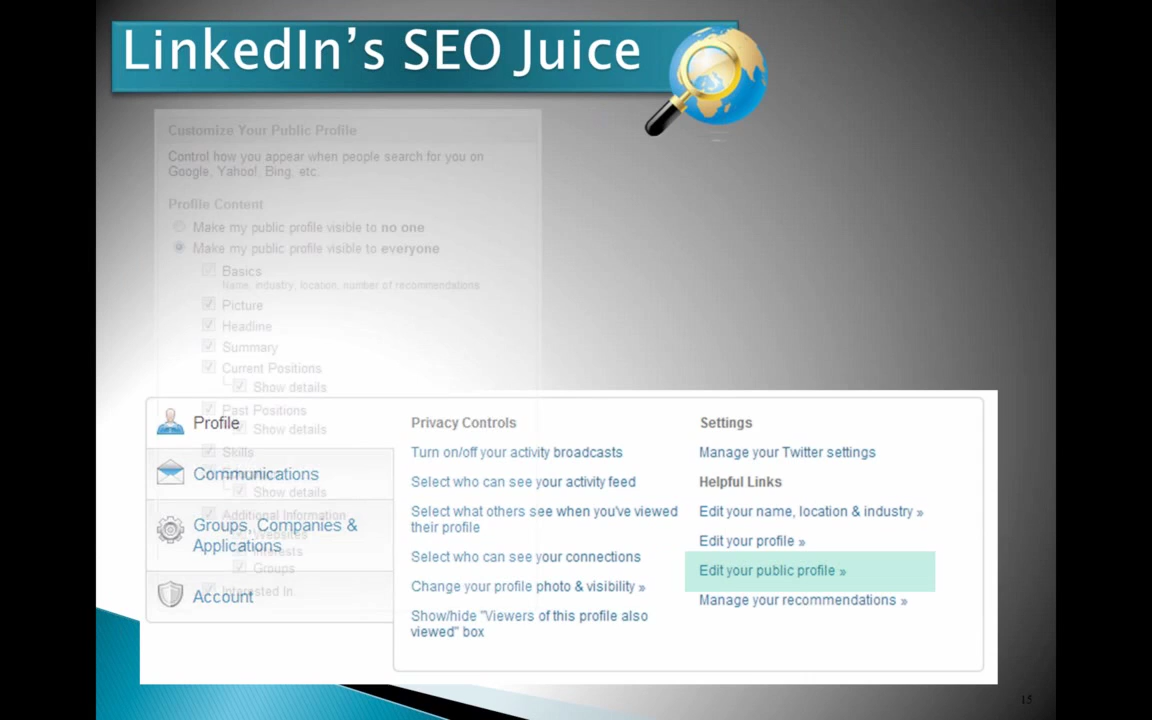 LinkedIn's SEO Juice
Customize Your Public Profile
Control how you appear when people search for you on
Google, Yahoo!, Bing, etc.
Profile Content
Make my public profile visible to no one
Make my public profile visible to everyone
Basics
Name, industry, location, number of recommendations
Picture
Headline
Summary
Current Positions
Show details
Past Positions
Show details
Skills
Show details
Additional Information
Websites
Interests
Groups
Interested In
Profile
Communications
Groups, Companies &
Applications
Account
Privacy Controls
Turn on/off your activity broadcasts
Select who can see your activity feed
Select what others see when you've viewed
their profile
Select who can see your connections
Change your profile photo & visibility »
Show/hide "Viewers of this profile also
viewed" box
Settings
Manage your Twitter settings
Helpful Links
Edit your name, location & industry »
Edit your profile »
Edit your public profile »
Manage your recommendations »
15